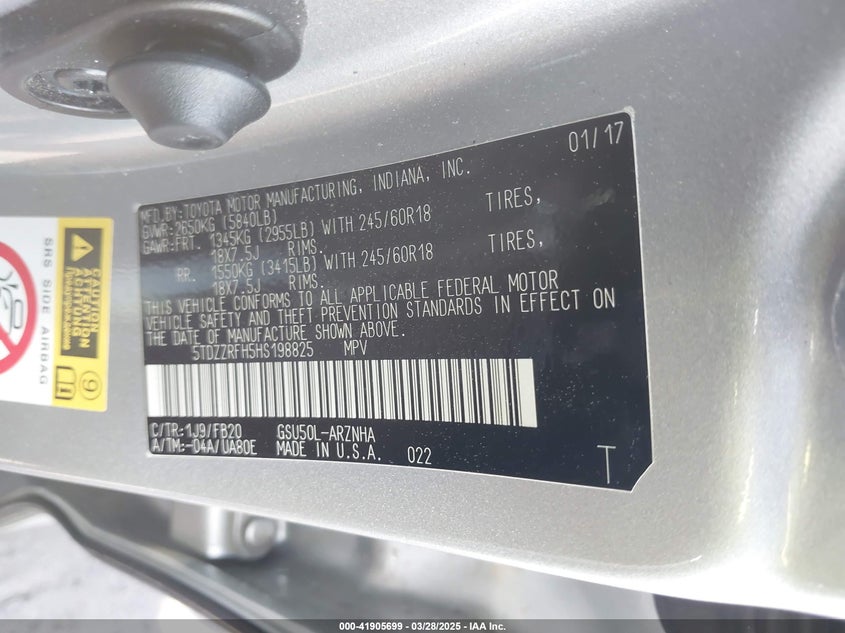 01/17
MFD.BY:TOYOTA MOTOR MANUFACTURING, INDIANA, INC.
GVWR:2650KG (5840LB)
GAWR:FRT. 1345KG (2955LB) WITH 245/60R18 TIRES,
18X7.5J RIMS.
RR. 1550KG (3415LB) WITH 245/60R18 TIRES,
18X7.5J RIMS.
THIS VEHICLE CONFORMS TO ALL APPLICABLE FEDERAL MOTOR
VEHICLE SAFETY AND THEFT PREVENTION STANDARDS IN EFFECT ON
THE DATE OF MANUFACTURE SHOWN ABOVE.
5TDZZRFH5HS198825 MPV
C/TR:1J9/FB20 GSU50L-ARZNHA
A/TM:-04A/UA80E MADE IN U.S.A. 022 T
SRS SIDE AIRBAG
CAUTION
ATTENTION
ACHTUNG
9
000-41905699 - 03/28/2025 - IAA Inc.